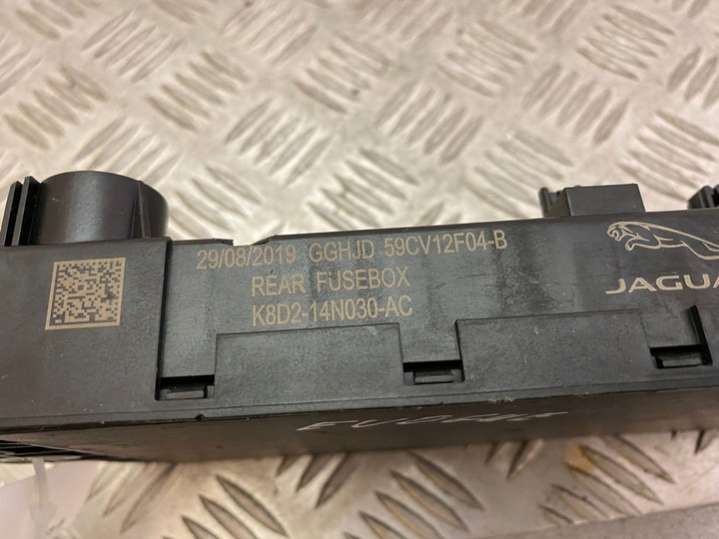 29/08/2019 GGHJD 59CV12F04-B
REAR FUSEBOX
K8D2-14N030-AC
JAGUA